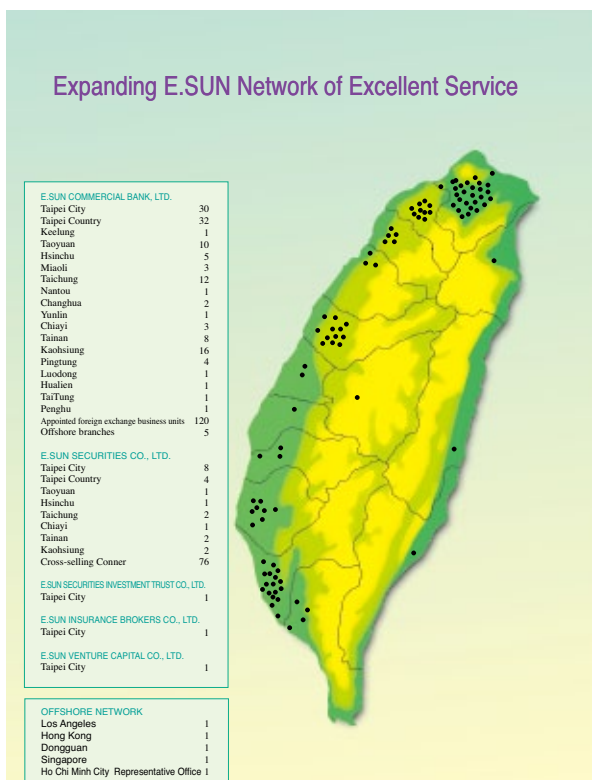 Expanding E.SUN Network of Excellent Service
E.SUN COMMERCIAL BANK, LTD.
Taipei City 30
Taipei Country 32
Keelung 1
Taoyuan 10
Hsinchu 5
Miaoli 3
Taichung 12
Nantou 1
Changhua 2
Yunlin 1
Chiayi 3
Tainan 8
Kaohsiung 16
Pingtung 4
Luodong 1
Hualien 1
TaiTung 1
Penghu 1
Appointed foreign exchange business units 120
Offshore branches 5
E.SUN SECURITIES CO., LTD.
Taipei City 8
Taipei Country 4
Taoyuan 1
Hsinchu 1
Taichung 2
Chiayi 1
Tainan 2
Kaohsiung 2
Cross-selling Conner 76
E.SUN SECURITIES INVESTMENT TRUST CO., LTD.
Taipei City 1
E.SUN INSURANCE BROKERS CO., LTD.
Taipei City 1
E.SUN VENTURE CAPITAL CO., LTD.
Taipei City 1
OFFSHORE NETWORK
Los Angeles 1
Hong Kong 1
Dongguan 1
Singapore 1
Ho Chi Minh City Representative Office 1